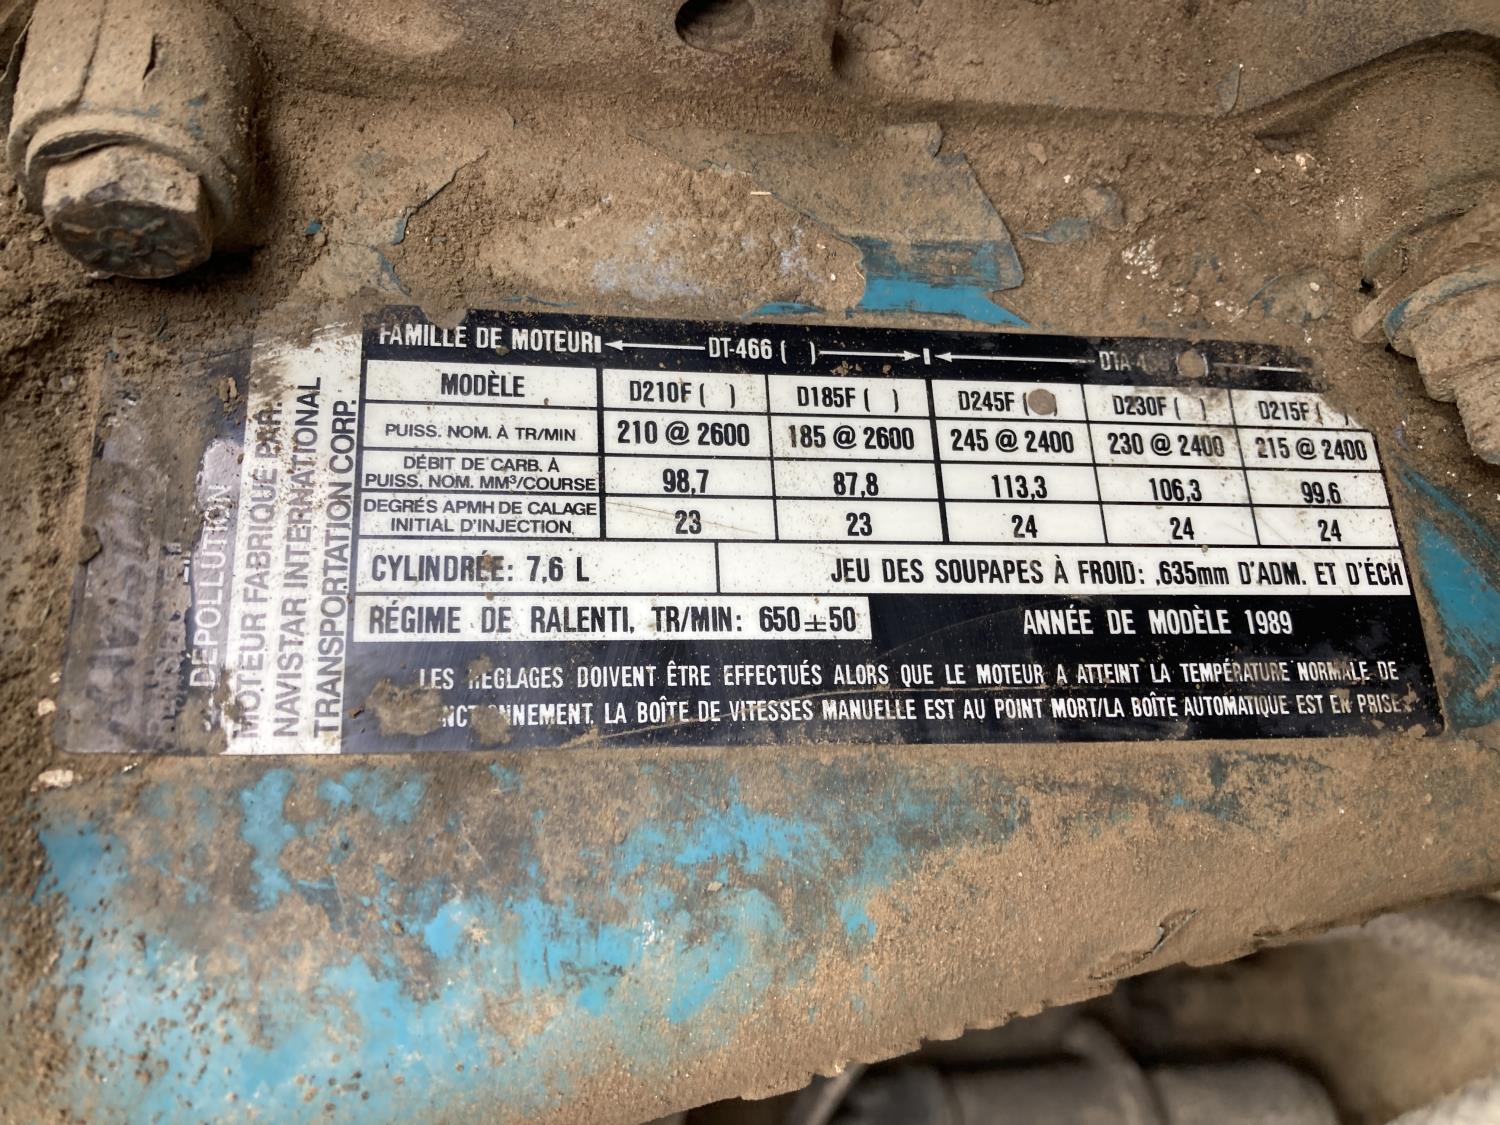 FAMILLE DE MOTEUR DT-466 ( )
MODÈLE D210F ( ) D185F ( ) D245F ( ) D230F ( ) D215F (
PUISS. NOM. À TR/MIN 210 @ 2600 185 @ 2600 245 @ 2400 230 @ 2400 215 @ 2400
DÉBIT DE CARB. À
PUISS. NOM. MM³/COURSE 98,7 87,8 113,3 106,3 99,6
DEGRÉS APMH DE CALAGE
INITIAL D'INJECTION 23 23 24 24 24
CYLINDRÉE: 7,6 L JEU DES SOUPAPES À FROID: ,635mm D'ADM. ET D'ÉCH
RÉGIME DE RALENTI, TR/MIN: 650±50 ANNÉE DE MODÈLE 1989
LES RÉGLAGES DOIVENT ÊTRE EFFECTUÉS ALORS QUE LE MOTEUR A ATTEINT LA TEMPÉRATURE NORMALE DE
LA BOÎTE DE VITESSES MANUELLE EST AU POINT MORT/LA BOÎTE AUTOMATIQUE EST EN PRISE.
DÉPOLLUTION
MOTEUR FABRIQUÉ PAR:
NAVISTAR INTERNATIONAL
TRANSPORTATION CORP.